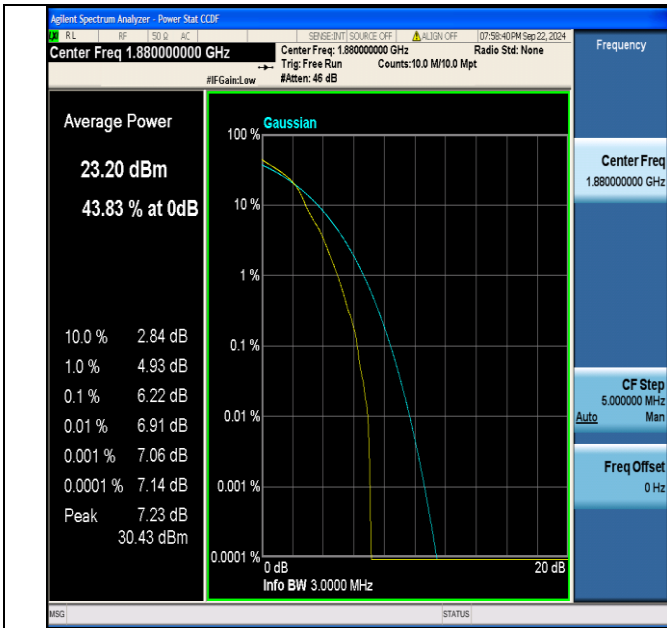 Agilent Spectrum Analyzer - Power Stat CCDF
RL RF 50 Ω AC SENSE:INT SOURCE OFF ALIGN OFF 07:58:40 PM Sep 22, 2024
Center Freq 1.880000000 GHz
Center Freq: 1.880000000 GHz Radio Std: None
Trig: Free Run Counts:10.0 M/10.0 Mpt
#IFGain:Low #Atten: 46 dB
Frequency
Average Power
23.20 dBm
43.83 % at 0dB
10.0 % 2.84 dB
1.0 % 4.93 dB
0.1 % 6.22 dB
0.01 % 6.91 dB
0.001 % 7.06 dB
0.0001 % 7.14 dB
Peak 7.23 dB
30.43 dBm
Gaussian
100 %
10 %
1 %
0.1 %
0.01 %
0.001 %
0.0001 %
0 dB 20 dB
Info BW 3.0000 MHz
Center Freq
1.880000000 GHz
CF Step
5.000000 MHz
Auto Man
Freq Offset
0 Hz
MSG STATUS